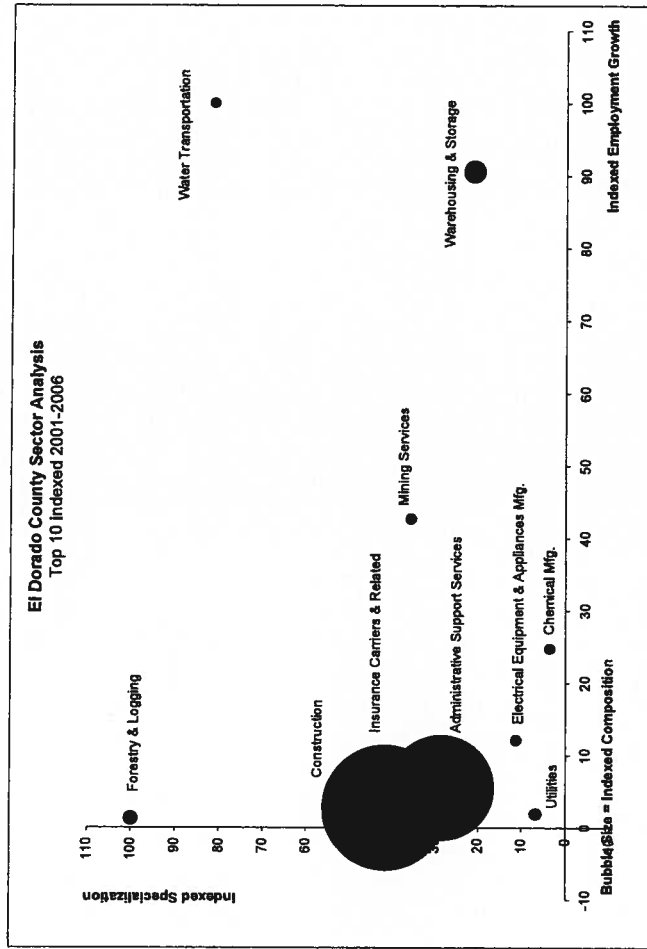 El Dorado County Sector Analysis
Top 10 indexed 2001-2006
Indexed Specialization
110
100
90
80
70
60
20
10
0
Forestry & Logging
Water Transportation
Construction
Insurance Carriers & Related
Mining Services
Administrative Support Services
Warehousing & Storage
Electrical Equipment & Appliances Mfg.
Chemical Mfg.
Utilities
-10
0
10
20
30
40
50
60
70
80
90
100
110
Bubble Size = Indexed Composition
Indexed Employment Growth